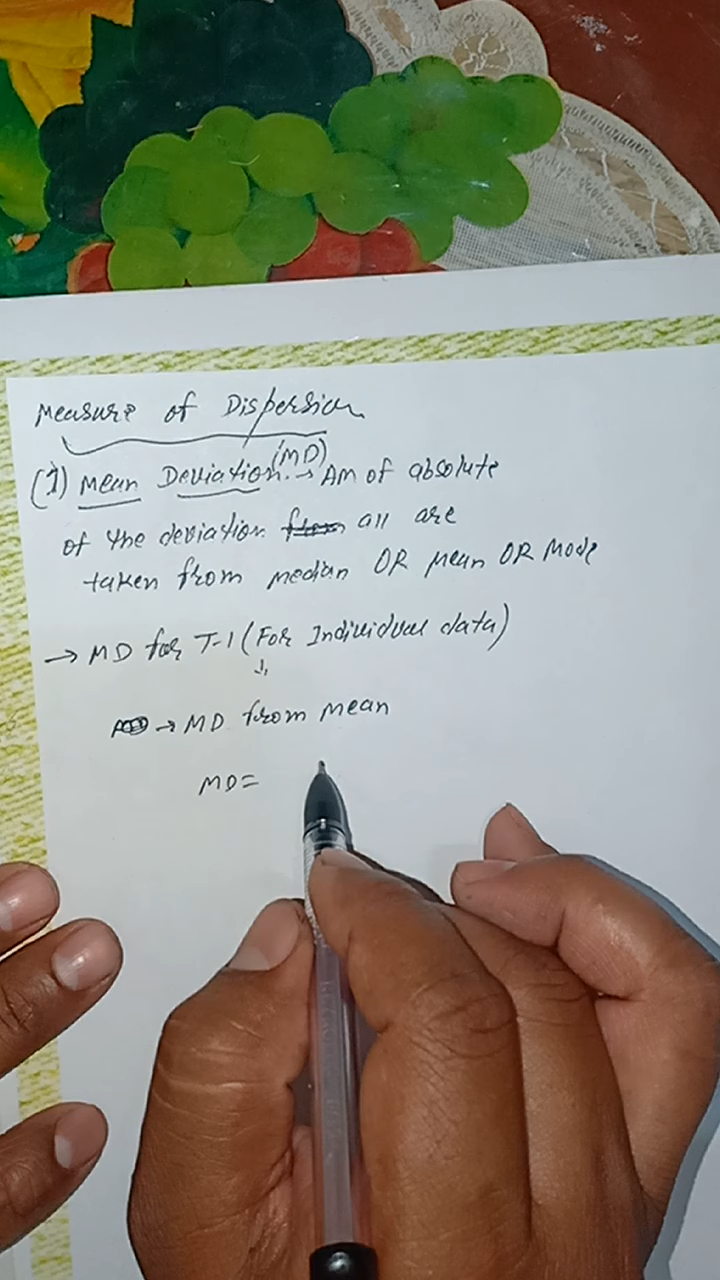 Measure of Dispersion
(1) Mean Deviation (MD) → AM of absolute
of the deviation from all are
taken from median OR Mean OR Mode
→ MD for T-1 (For Individual data)
↓
→ MD from Mean
MD=